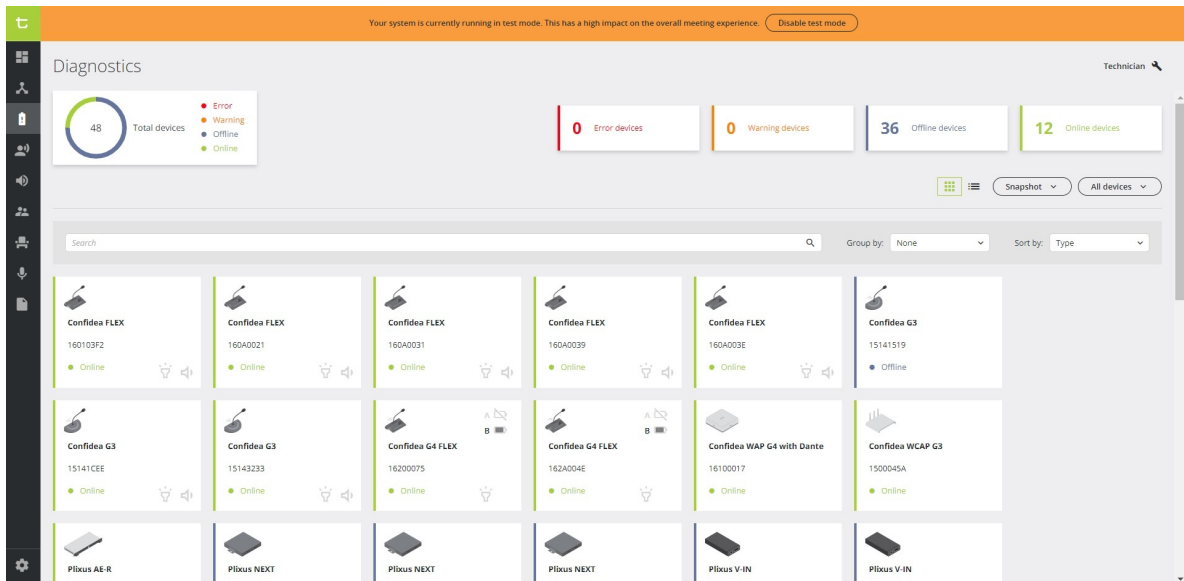 Your system is currently running in test mode. This has a high impact on the overall meeting experience. Disable test mode
Diagnostics
Technician
48
Total devices
Error
Warning
Offline
Online
0 Error devices
0 Warning devices
36 Offline devices
12 Online devices
Snapshot
All devices
Search
Group by: None
Sort by: Type
Confidea FLEX
160103F2
Online
Confidea FLEX
160A0021
Online
Confidea FLEX
160A0031
Online
Confidea FLEX
160A0039
Online
Confidea FLEX
160A003E
Online
Confidea G3
15141519
Offline
Confidea G3
15141CEE
Online
Confidea G3
15143233
Online
A
B
Confidea G4 FLEX
16200075
Online
A
B
Confidea G4 FLEX
162A004E
Online
Confidea WAP G4 with Dante
16100017
Online
Confidea WCAP G3
1500045A
Online
Plixus AE-R
Plixus NEXT
Plixus NEXT
Plixus NEXT
Plixus V-IN
Plixus V-IN